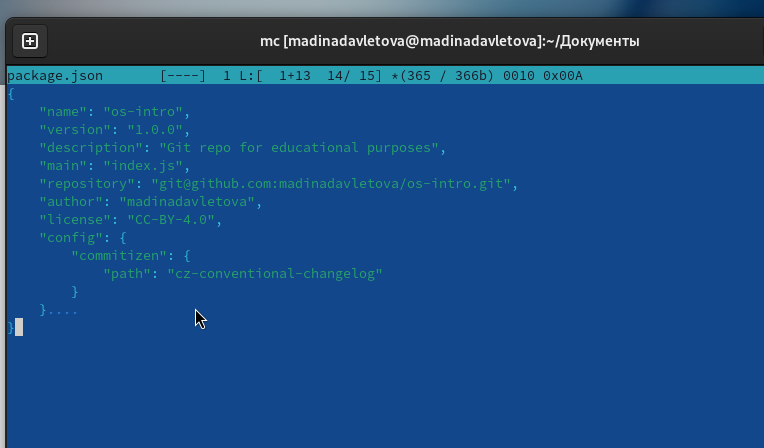 mc [madinadavletova@madinadavletova]:~/Документы
package.json       [----]  1 L:[  1+13  14/ 15] *(365 / 366b) 0010 0x00A
{
    "name": "os-intro",
    "version": "1.0.0",
    "description": "Git repo for educational purposes",
    "main": "index.js",
    "repository": "git@github.com:madinadavletova/os-intro.git",
    "author": "madinadavletova",
    "license": "CC-BY-4.0",
    "config": {
        "commitizen": {
            "path": "cz-conventional-changelog"
        }
    }....
}